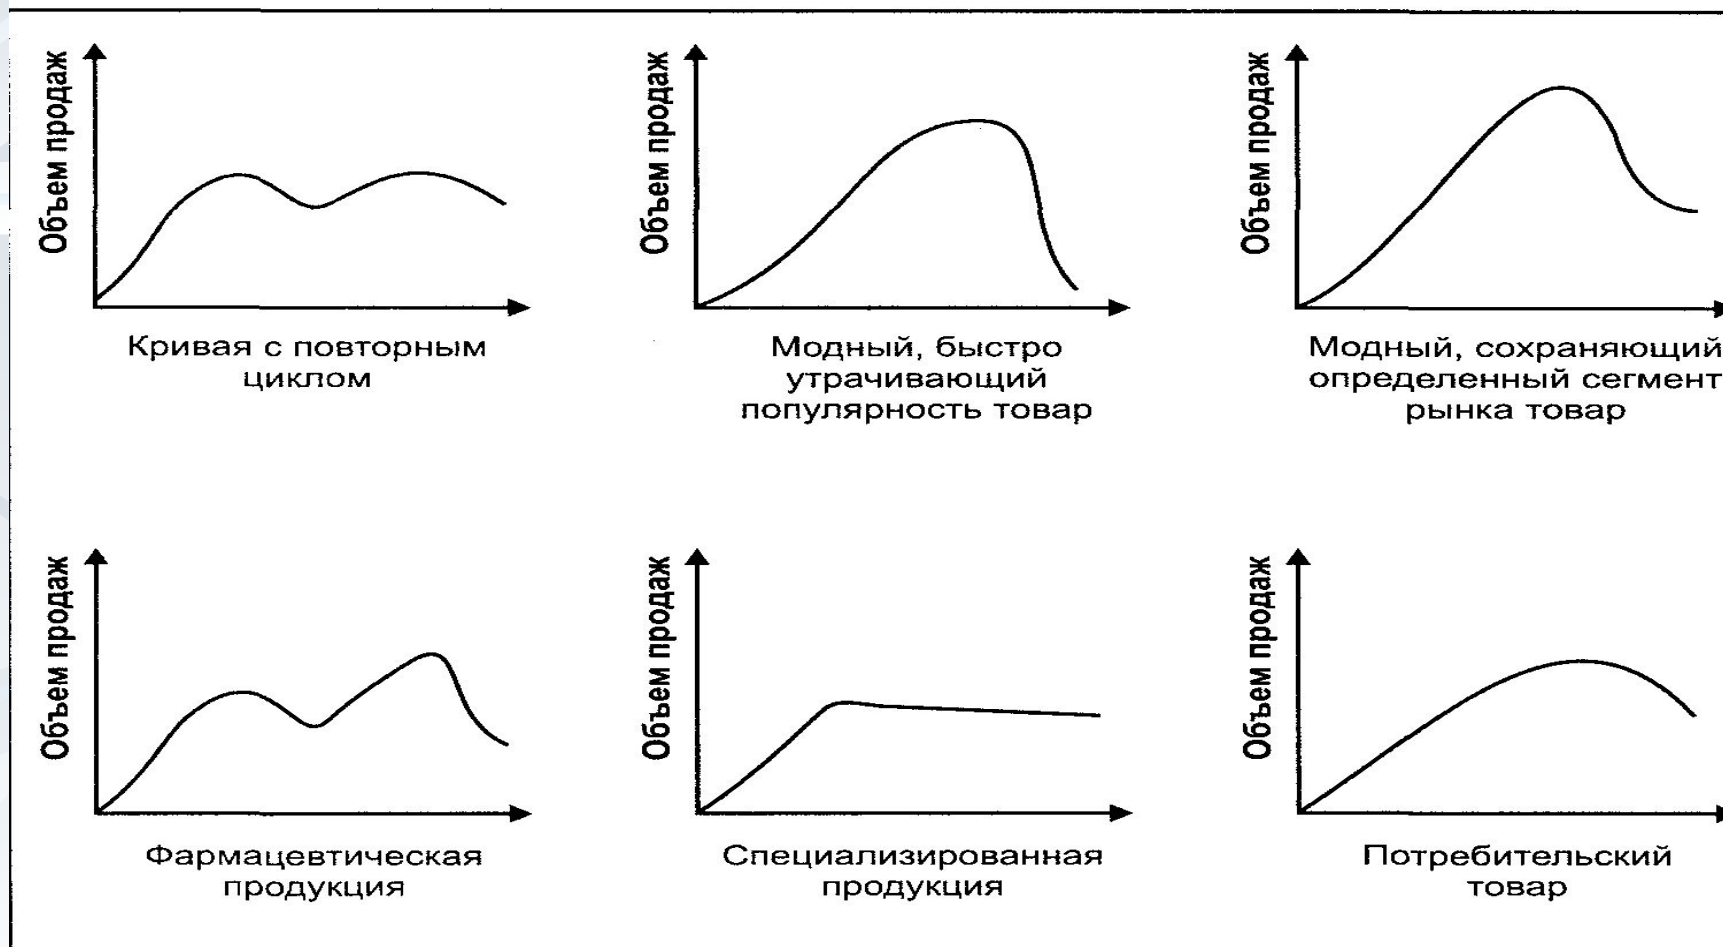 Объем продаж
Объем продаж
Объем продаж
Кривая с повторным
циклом
Модный, быстро
утрачивающий
популярность товар
Модный, сохраняющий
определенный сегмент
рынка товар
Объем продаж
Объем продаж
Объем продаж
Фармацевтическая
продукция
Специализированная
продукция
Потребительский
товар